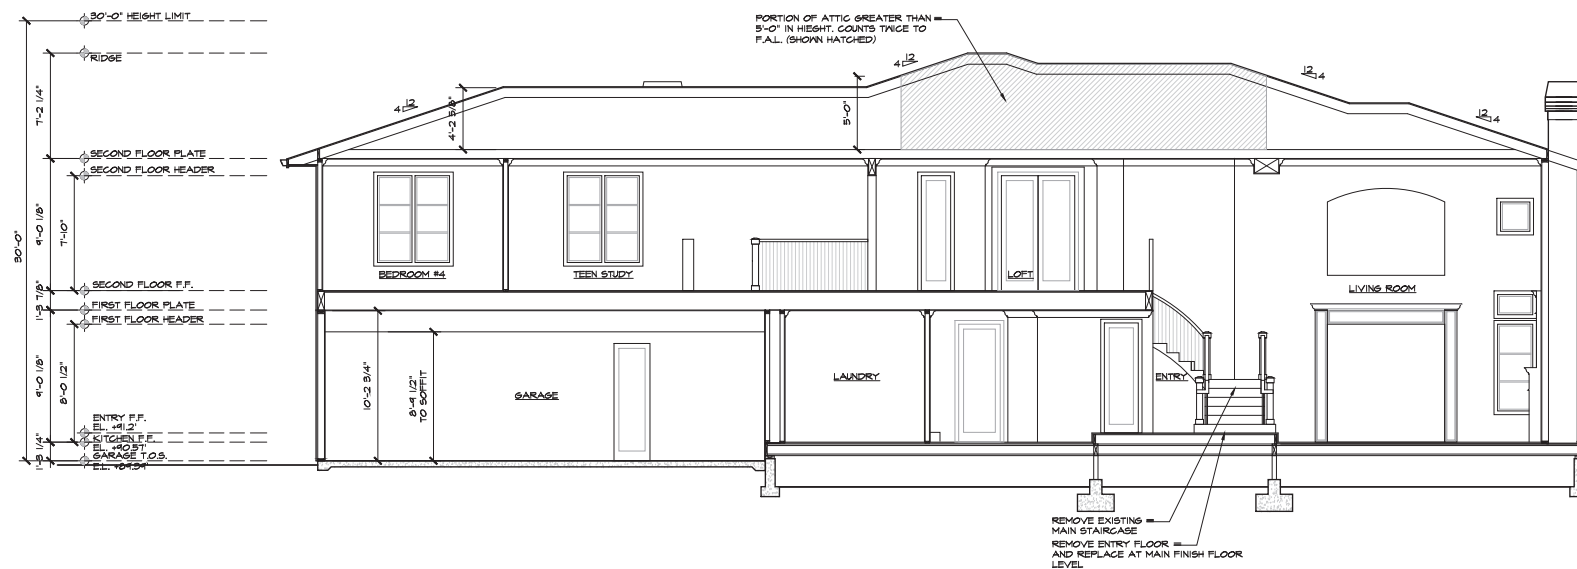 30'-0" HEIGHT LIMIT
RIDGE
SECOND FLOOR PLATE
SECOND FLOOR HEADER
SECOND FLOOR F.F.
FIRST FLOOR PLATE
FIRST FLOOR HEADER
ENTRY F.F.
EL. +91.2'
KITCHEN F.F.
EL. +90.57'
GARAGE T.O.S.
EL. +89.39'
30'-0"
7'-2 1/4"
9'-0 1/8"
7'-10"
1'-3 7/8"
9'-0 1/8"
8'-0 1/2"
1'-3 1/4"
PORTION OF ATTIC GREATER THAN
5'-0" IN HIEGHT. COUNTS TWICE TO
F.A.L. (SHOWN HATCHED)
12
4
4'-2 5/8"
5'-0"
12
4
12
4
12
4
BEDROOM #4
TEEN STUDY
LOFT
LIVING ROOM
GARAGE
10'-2 3/4"
8'-9 1/2"
TO SOFFIT
LAUNDRY
ENTRY
REMOVE EXISTING
MAIN STAIRCASE
REMOVE ENTRY FLOOR
AND REPLACE AT MAIN FINISH FLOOR
LEVEL